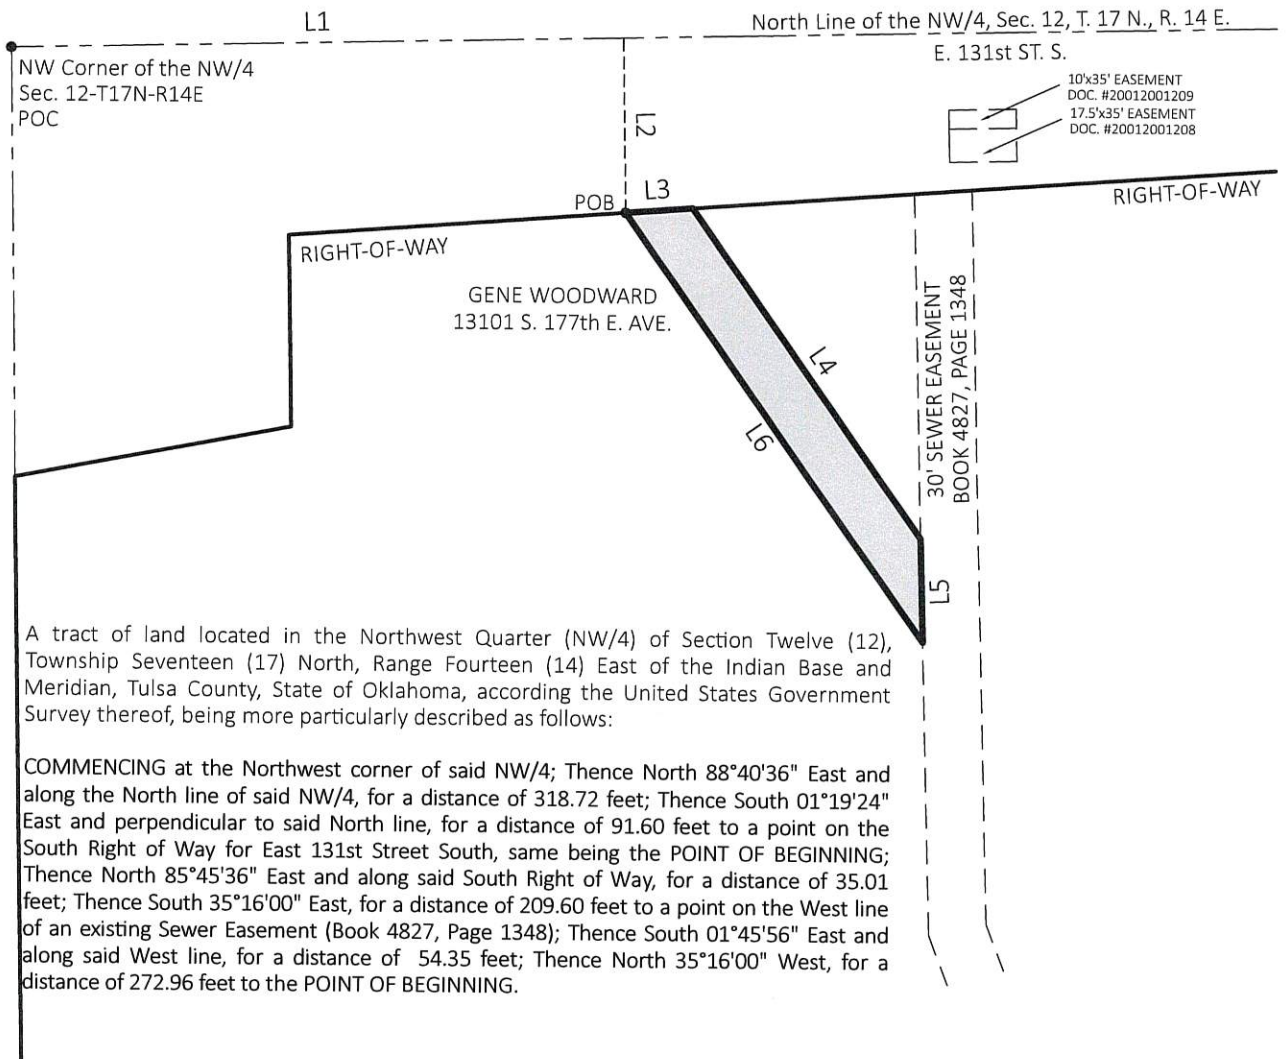 L1
North Line of the NW/4, Sec. 12, T. 17 N., R. 14 E.
E. 131st ST. S.
NW Corner of the NW/4
Sec. 12-T17N-R14E
POC
10'x35' EASEMENT
DOC. #20012001209
17.5'x35' EASEMENT
DOC. #20012001208
L2
L3
POB
RIGHT-OF-WAY
RIGHT-OF-WAY
GENE WOODWARD
13101 S. 177th E. AVE.
30' SEWER EASEMENT
BOOK 4827, PAGE 1348
L4
L6
L5
A tract of land located in the Northwest Quarter (NW/4) of Section Twelve (12),
Township Seventeen (17) North, Range Fourteen (14) East of the Indian Base and
Meridian, Tulsa County, State of Oklahoma, according the United States Government
Survey thereof, being more particularly described as follows:
COMMENCING at the Northwest corner of said NW/4; Thence North 88°40'36" East and
along the North line of said NW/4, for a distance of 318.72 feet; Thence South 01°19'24"
East and perpendicular to said North line, for a distance of 91.60 feet to a point on the
South Right of Way for East 131st Street South, same being the POINT OF BEGINNING;
Thence North 85°45'36" East and along said South Right of Way, for a distance of 35.01
feet; Thence South 35°16'00" East, for a distance of 209.60 feet to a point on the West line
of an existing Sewer Easement (Book 4827, Page 1348); Thence South 01°45'56" East and
along said West line, for a distance of 54.35 feet; Thence North 35°16'00" West, for a
distance of 272.96 feet to the POINT OF BEGINNING.